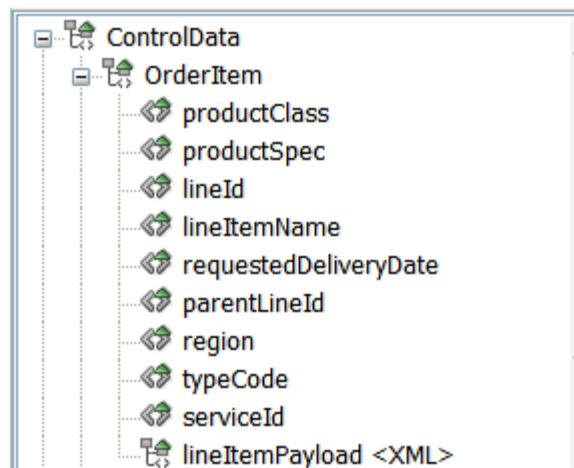 ControlData
OrderItem
productClass
productSpec
lineId
lineItemName
requestedDeliveryDate
parentLineId
region
typeCode
serviceId
lineItemPayload <XML>